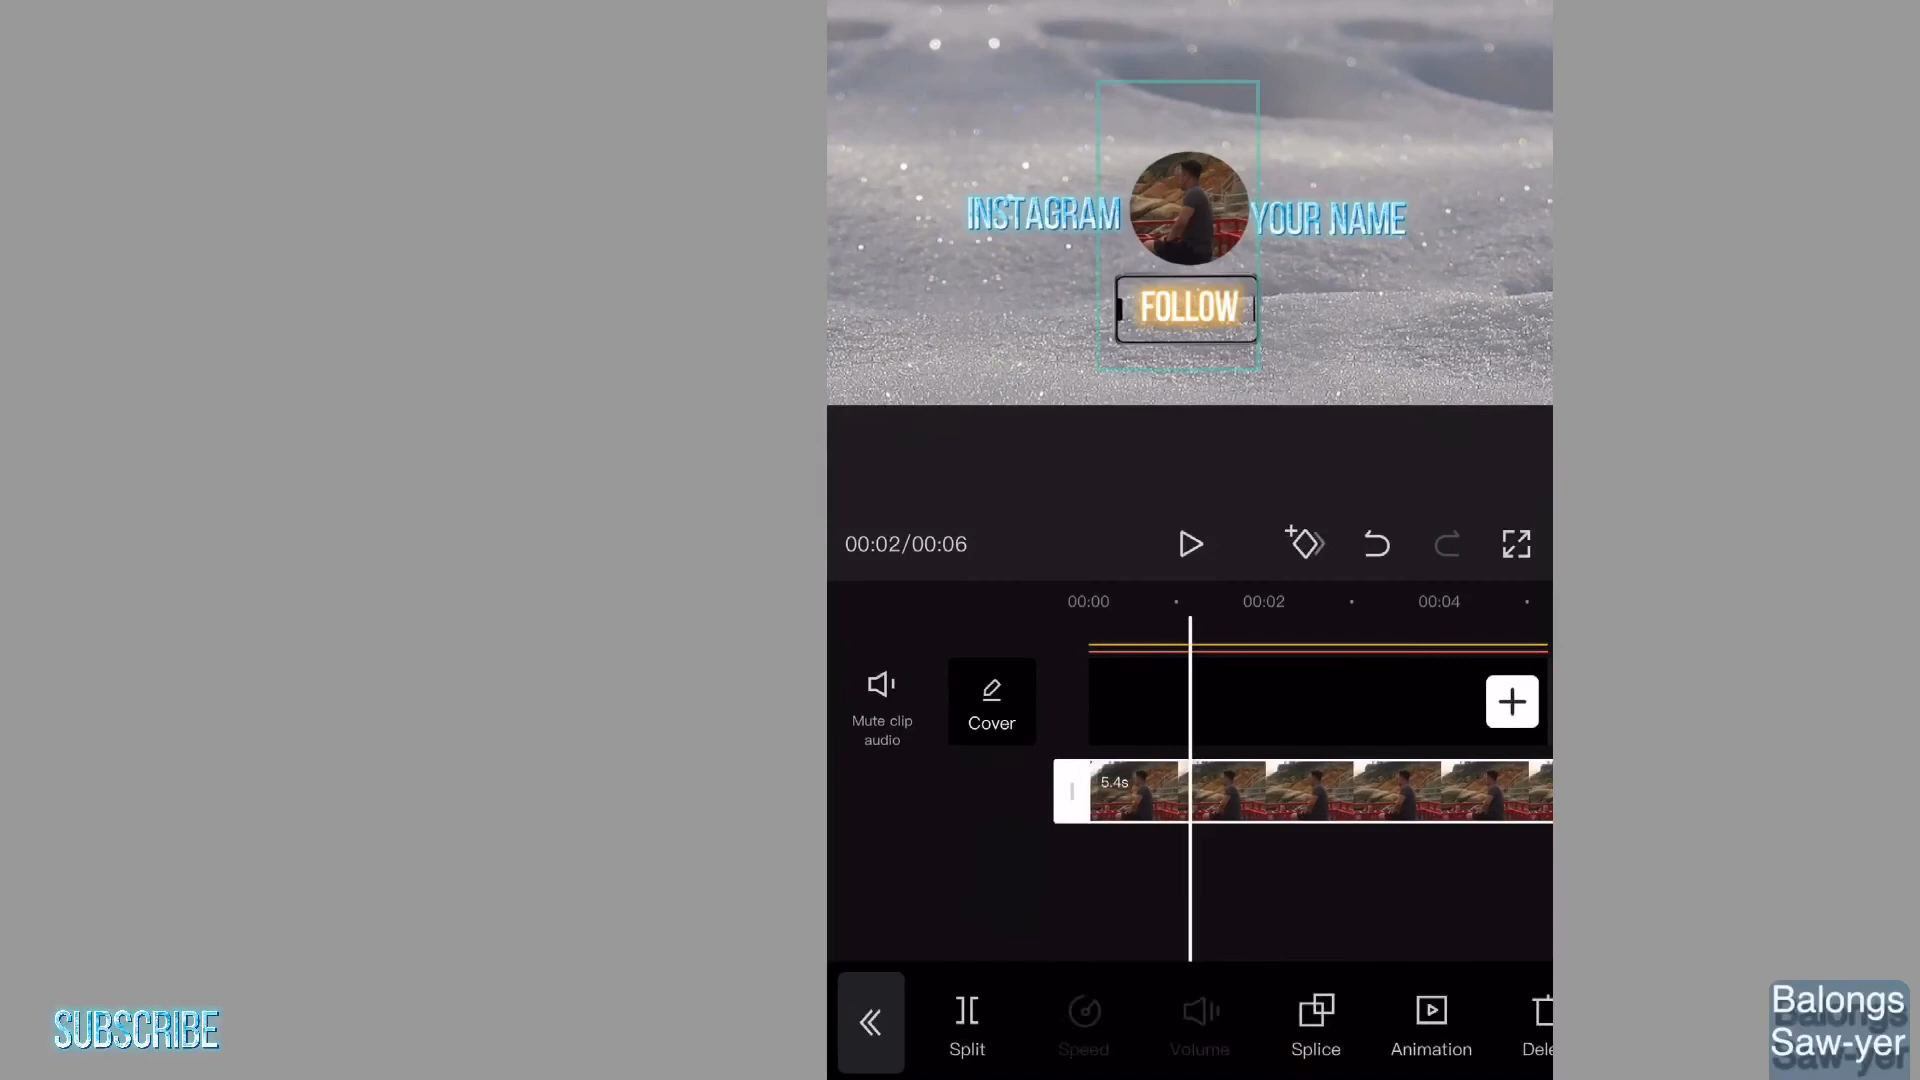 INSTAGRAM
YOUR NAME
FOLLOW
00:02/00:06
00:00
00:02
00:04
Mute clip
audio
Cover
5.4s
Split
Speed
Volume
Splice
Animation
Dele
SUBSCRIBE
Balongs
Saw-yer